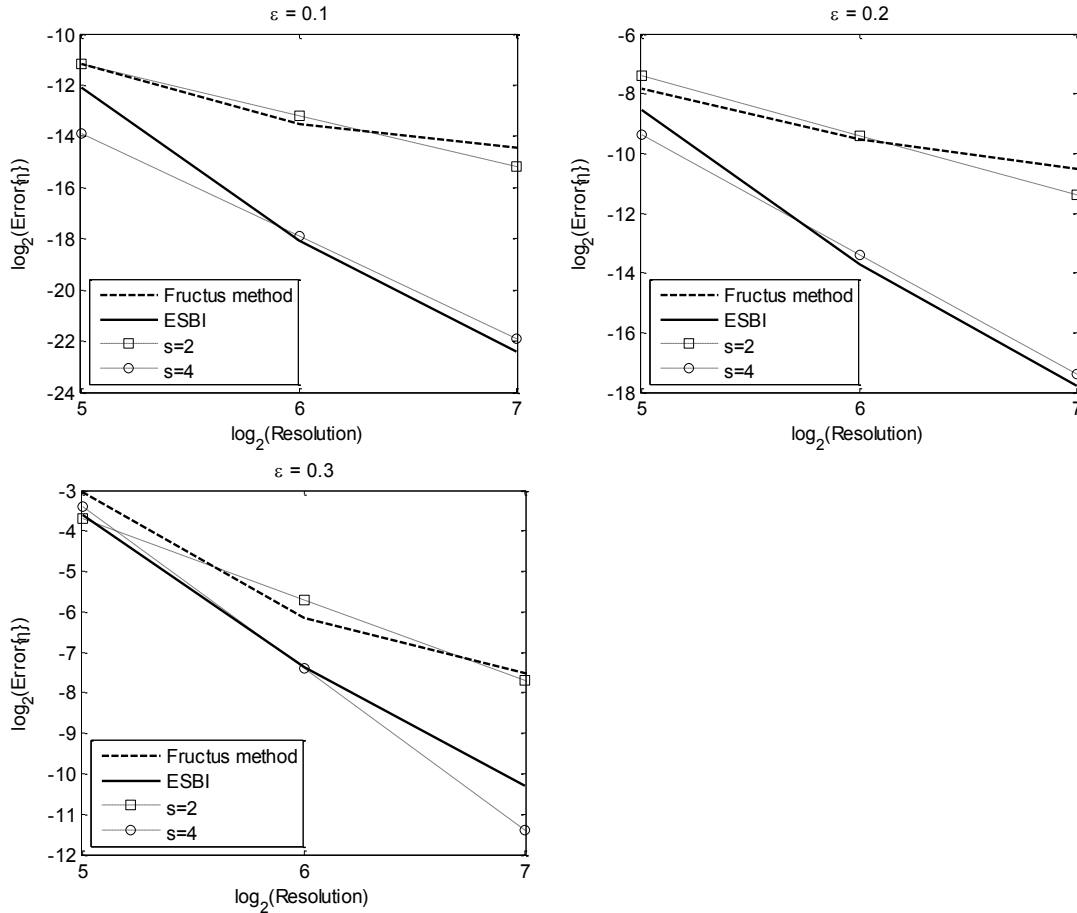 ε = 0.1
-10
-12
-14
-16
-18
-20
-22
-24
log2(Error{η})
Fructus method
ESBI
s=2
s=4
5 6 7
log2(Resolution)
ε = 0.2
-6
-8
-10
-12
-14
-16
-18
log2(Error{η})
Fructus method
ESBI
s=2
s=4
5 6 7
log2(Resolution)
ε = 0.3
-3
-4
-5
-6
-7
-8
-9
-10
-11
-12
log2(Error{η})
Fructus method
ESBI
s=2
s=4
5 6 7
log2(Resolution)